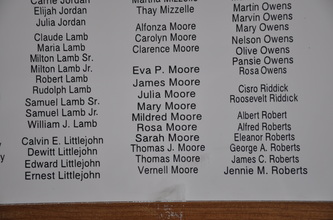 Carrie Jordan
Elijah Jordan
Julia Jordan
Claude Lamb
Maria Lamb
Milton Lamb Sr.
Milton Lamb Jr.
Robert Lamb
Rudolph Lamb
Samuel Lamb Sr.
Samuel Lamb Jr.
William J. Lamb
Calvin E. Littlejohn
Dewitt Littlejohn
Edward Littlejohn
Ernest Littlejohn
Mizzelle
Thay Mizzelle
Alfonza Moore
Carolyn Moore
Clarence Moore
Eva P. Moore
James Moore
Julia Moore
Mary Moore
Mildred Moore
Rosa Moore
Sarah Moore
Thomas J. Moore
Thomas Moore
Vernell Moore
Martin Owens
Marvin Owens
Mary Owens
Nelson Owens
Olive Owens
Pansie Owens
Rosa Owens
Cisro Riddick
Roosevelt Riddick
Albert Robert
Alfred Roberts
Eleanor Roberts
George A. Roberts
James C. Roberts
Jennie M. Roberts